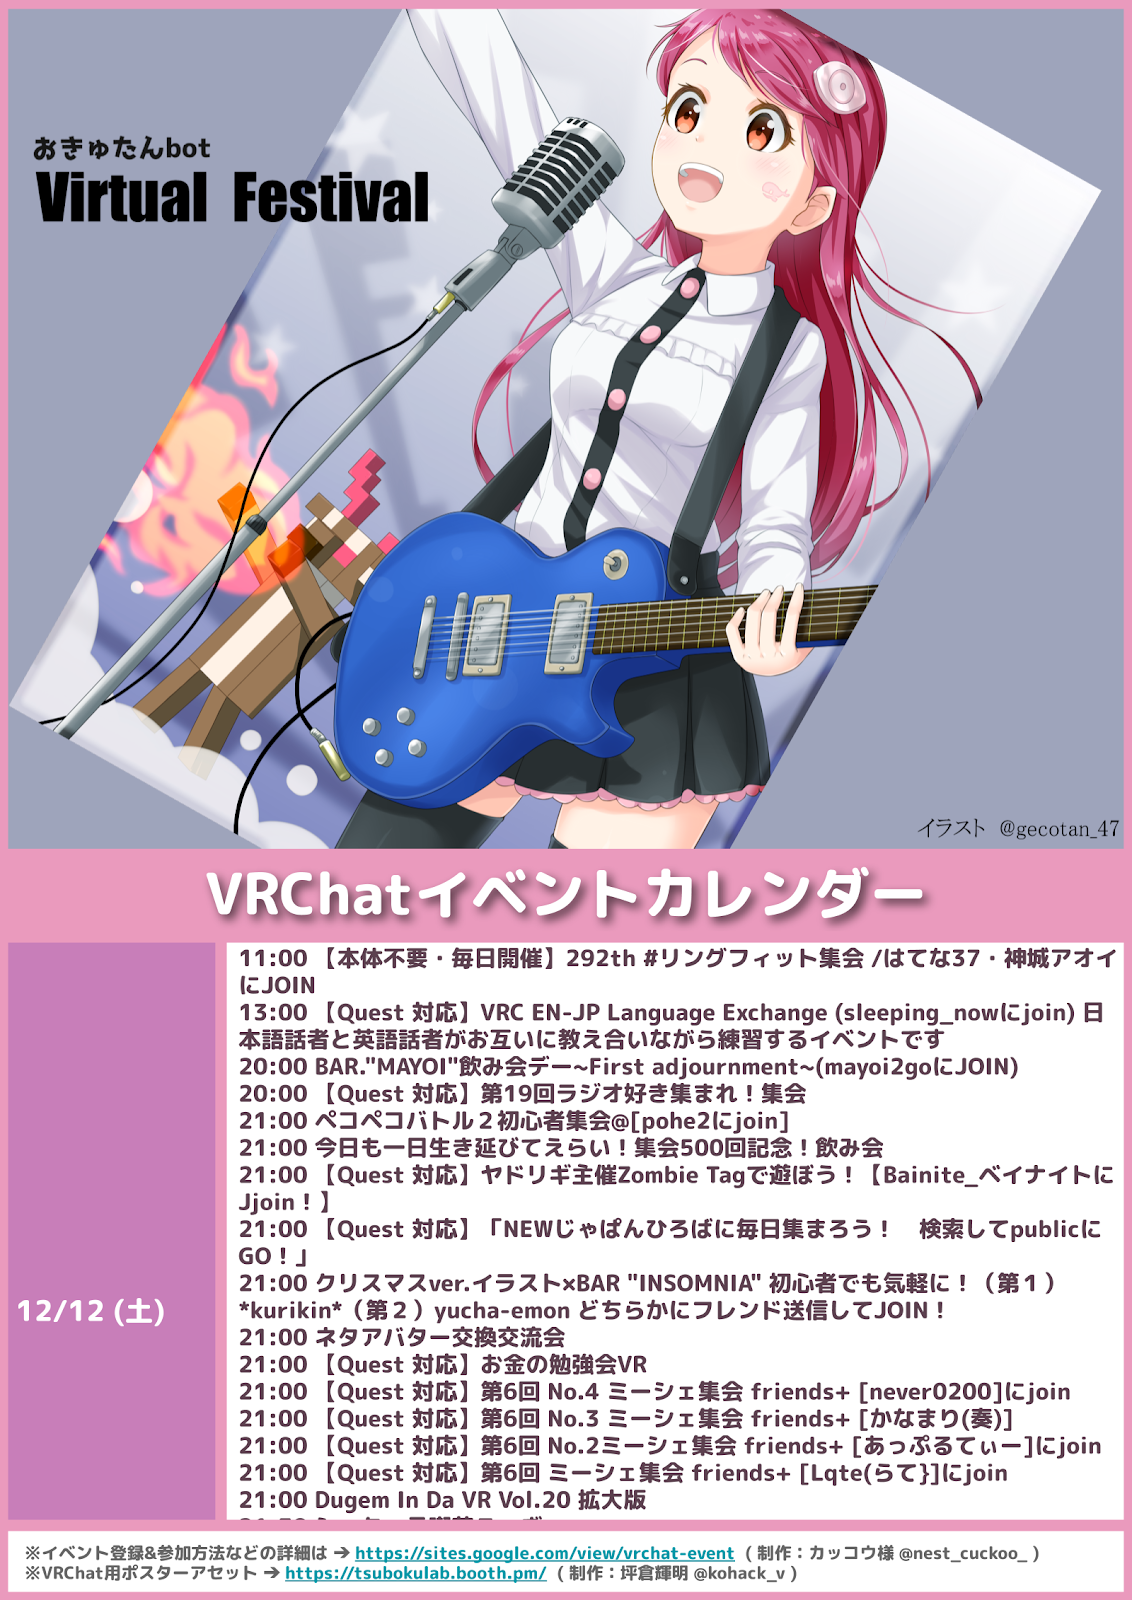 おきゅたんbot
Virtual Festival
イラスト @gecotan_47
VRChatイベントカレンダー
12/12 (土)
11:00 【本体不要・毎日開催】292th #リングフィット集会 /はてな37・神城アオイ
にJOIN
13:00 【Quest 対応】VRC EN-JP Language Exchange (sleeping_nowにjoin) 日
本語話者と英語話者がお互いに教え合いながら練習するイベントです
20:00 BAR."MAYOI"飲み会デー~First adjournment~(mayoi2goにJOIN)
20:00 【Quest 対応】第19回ラジオ好き集まれ！集会
21:00 ペコペコバトル２初心者集会@[pohe2にjoin]
21:00 今日も一日生き延びてえらい！集会500回記念！飲み会
21:00 【Quest 対応】ヤドリギ主催Zombie Tagで遊ぼう！【Bainite_ベイナイトに
Jjoin！】
21:00 【Quest 対応】「NEWじゃぱんひろばに毎日集まろう！　検索してpublicに
GO！」
21:00 クリスマスver.イラスト×BAR "INSOMNIA" 初心者でも気軽に！（第１）
*kurikin*（第２）yucha-emon どちらかにフレンド送信してJOIN！
21:00 ネタアバター交換交流会
21:00 【Quest 対応】お金の勉強会VR
21:00 【Quest 対応】第6回 No.4 ミーシェ集会 friends+ [never0200]にjoin
21:00 【Quest 対応】第6回 No.3 ミーシェ集会 friends+ [かなまり(奏)]
21:00 【Quest 対応】第6回 No.2ミーシェ集会 friends+ [あっぷるてぃー]にjoin
21:00 【Quest 対応】第6回 ミーシェ集会 friends+ [Lqte(らて}]にjoin
21:00 Dugem In Da VR Vol.20 拡大版
※イベント登録&参加方法などの詳細は ➔ https://sites.google.com/view/vrchat-event （制作：カッコウ様 @nest_cuckoo_ ）
※VRChat用ポスターアセット ➔ https://tsubokulab.booth.pm/ （制作：坪倉輝明 @kohack_v ）